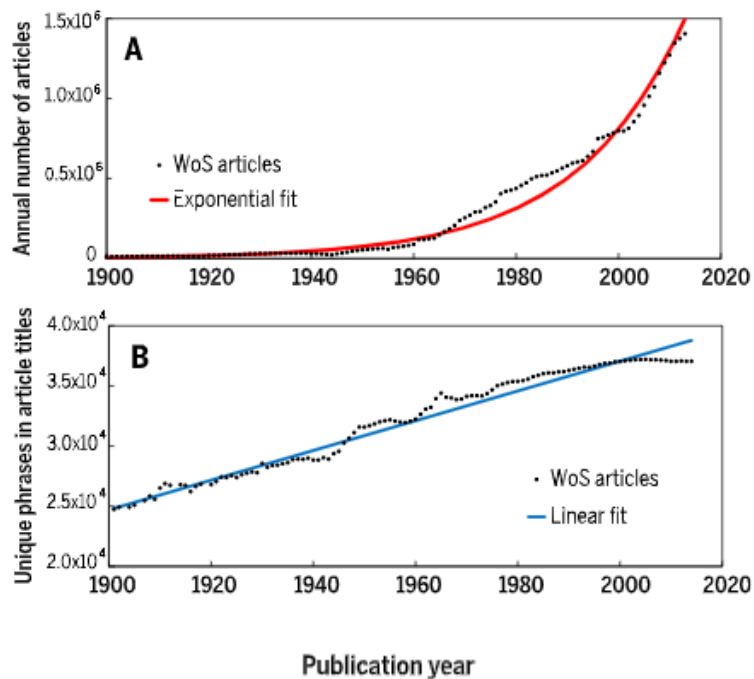 A
Annual number of articles
1.5x10⁶
1.0x10⁶
0.5x10⁶
0
WoS articles
Exponential fit
1900 1920 1940 1960 1980 2000 2020
B
Unique phrases in article titles
4.0x10⁴
3.5x10⁴
3.0x10⁴
2.5x10⁴
2.0x10⁴
WoS articles
Linear fit
1900 1920 1940 1960 1980 2000 2020
Publication year